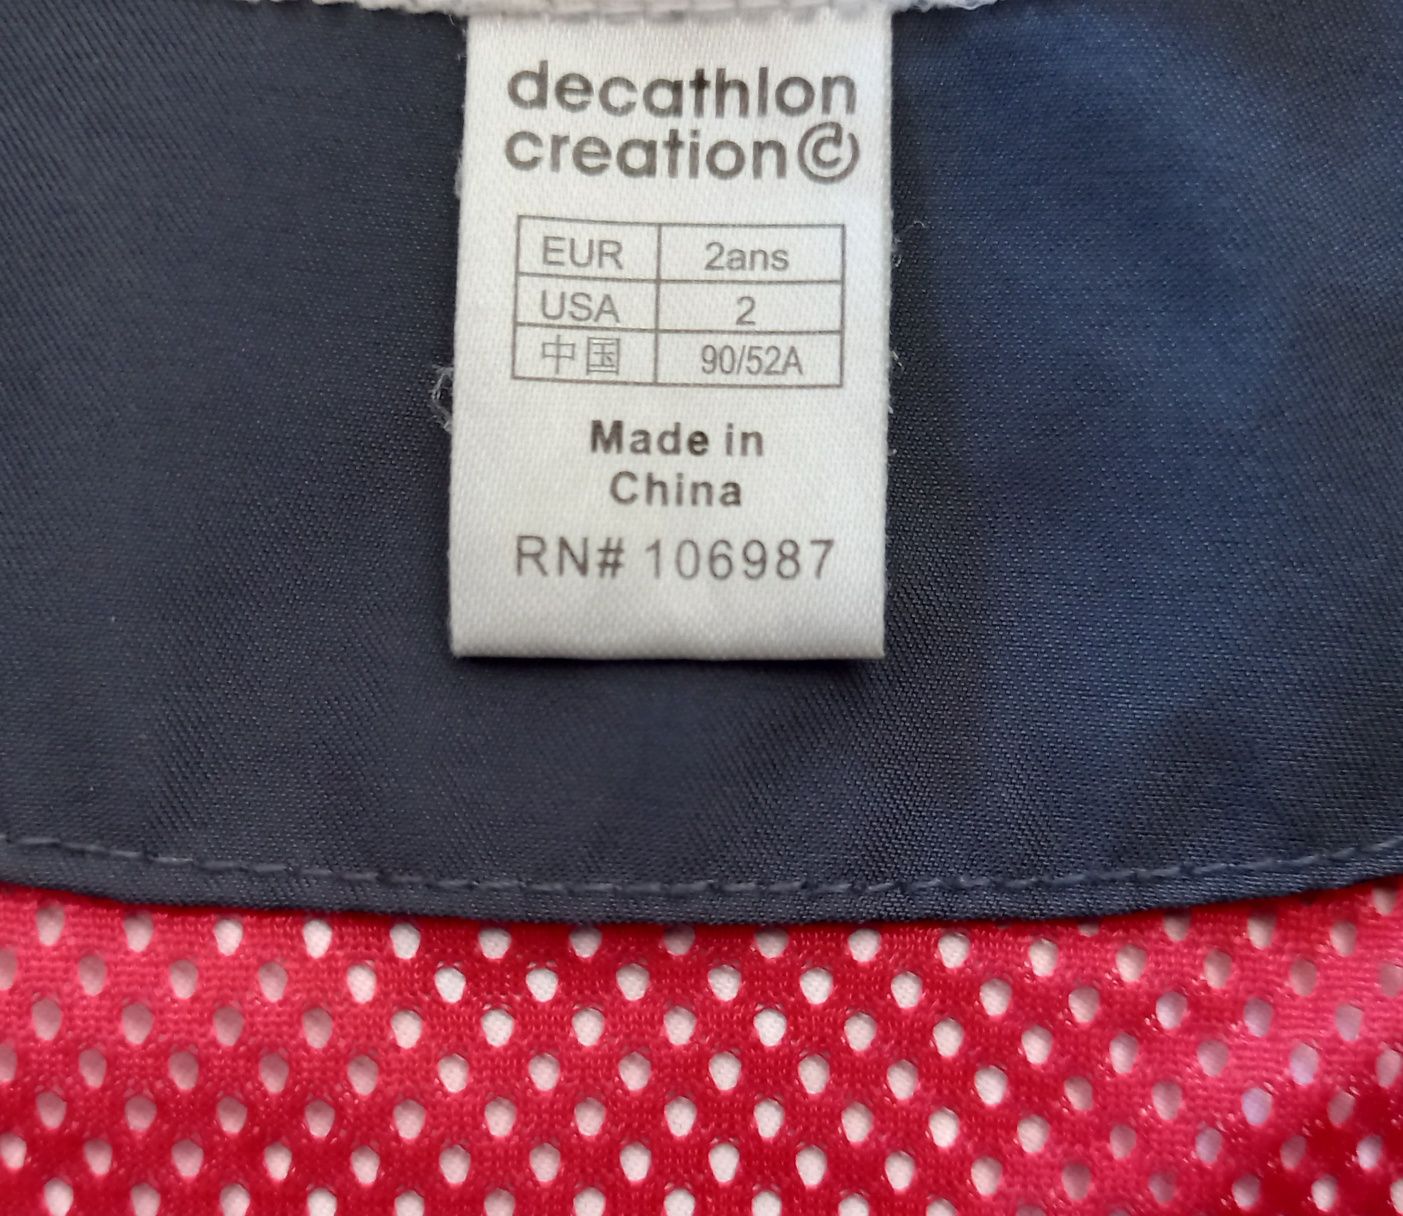 decathlon
creation©
EUR 2ans
USA 2
中国 90/52A
Made in
China
RN# 106987